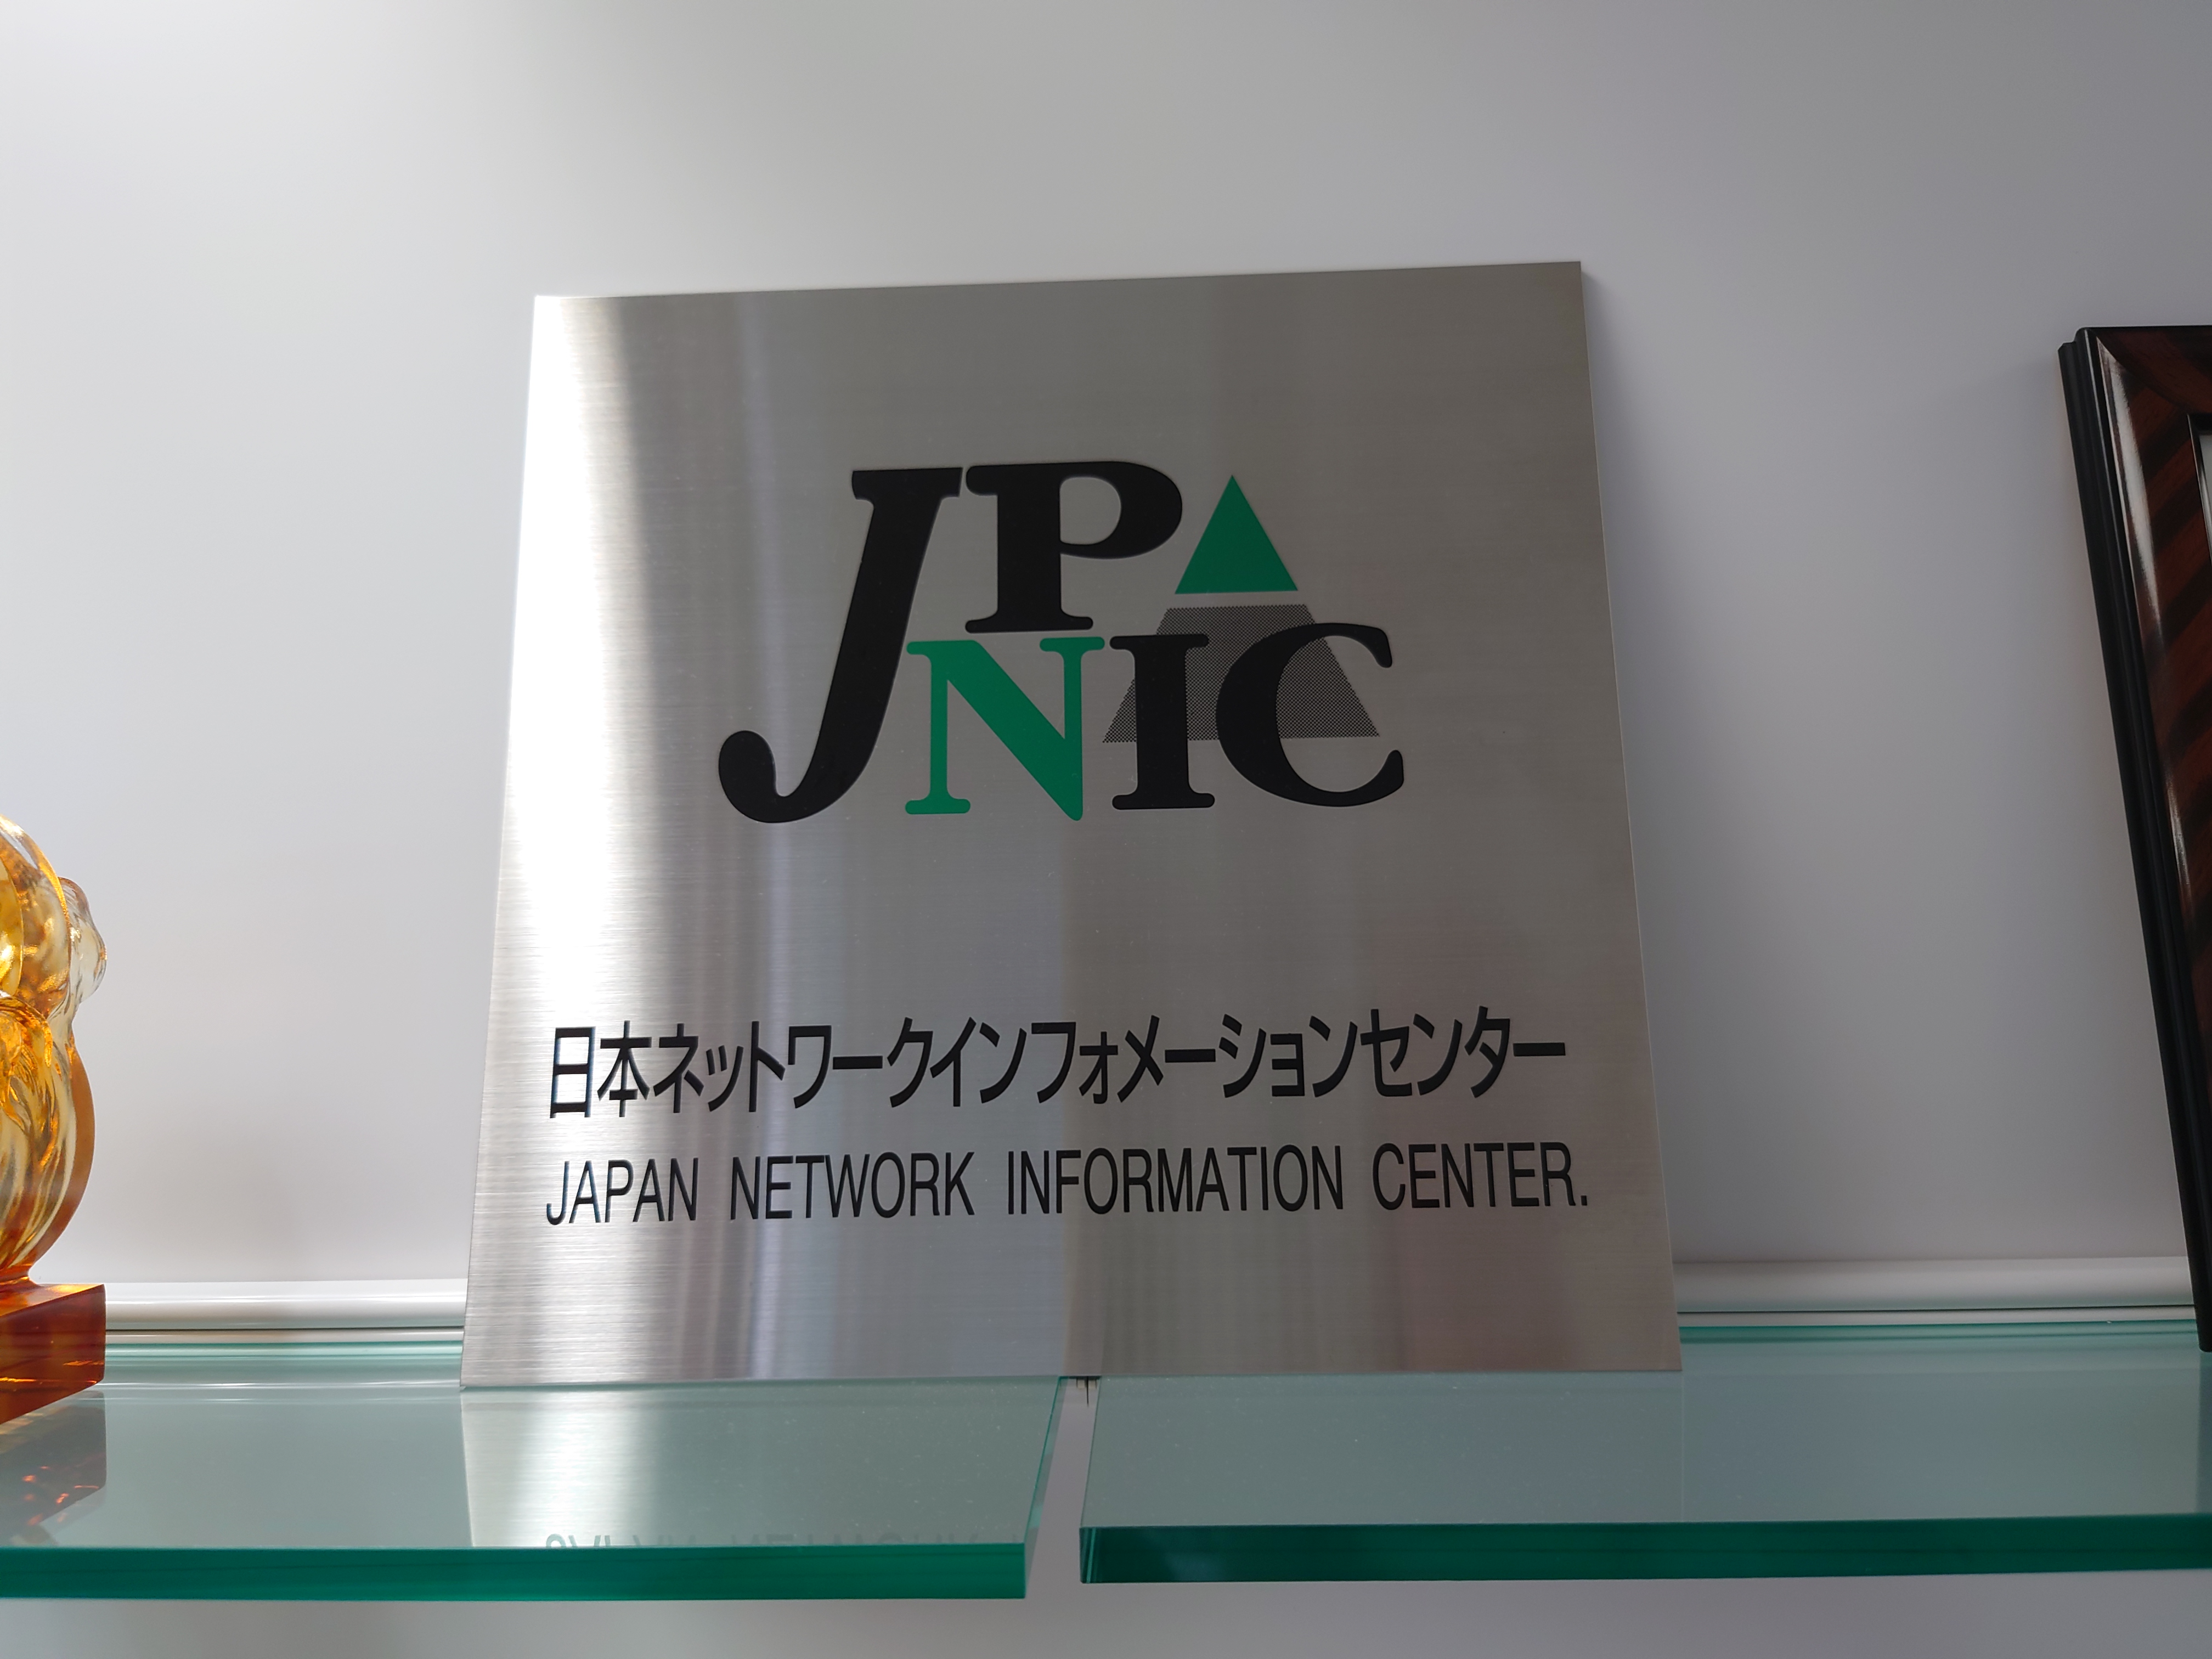 JP
NIC
日本ネットワークインフォメーションセンター
JAPAN NETWORK INFORMATION CENTER.